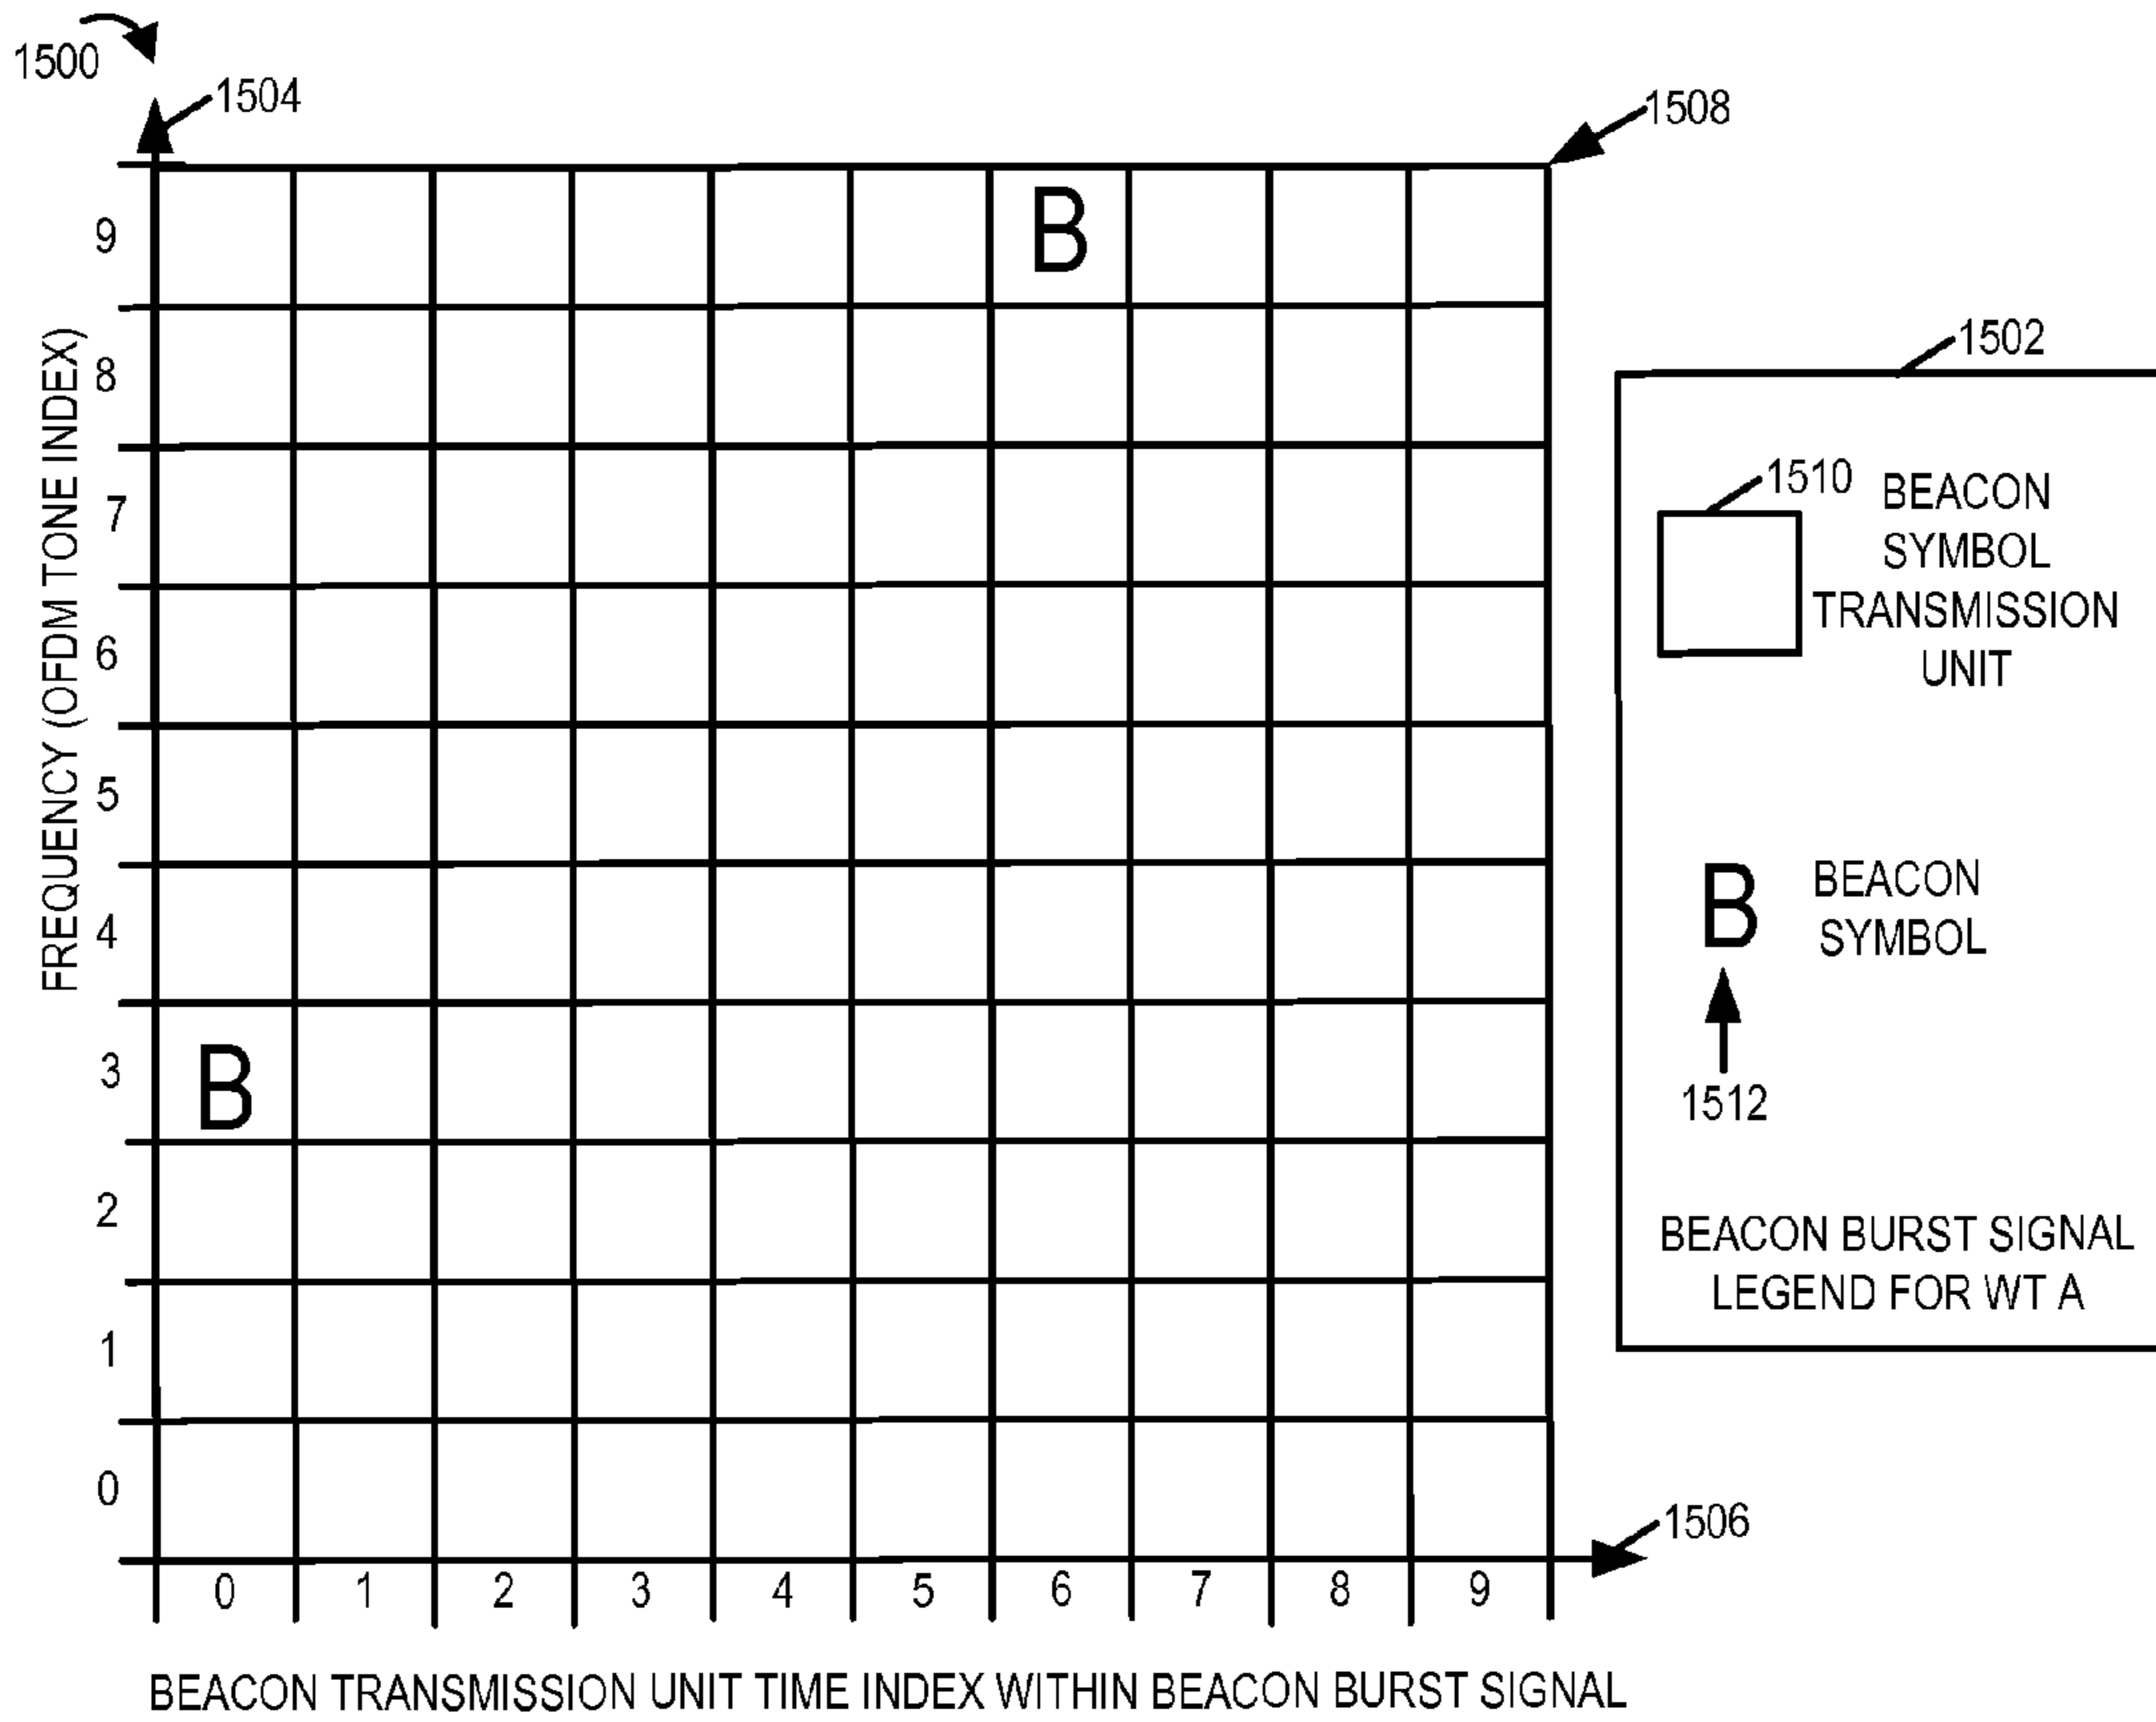 1500
1504
1508
9
B
8
7
6
5
4
3
B
2
1
0
FREQUENCY (OFDM TONE INDEX)
0 1 2 3 4 5 6 7 8 9
1506
BEACON TRANSMISSION UNIT TIME INDEX WITHIN BEACON BURST SIGNAL
1502
1510
BEACON
SYMBOL
TRANSMISSION
UNIT
B
BEACON
SYMBOL
1512
BEACON BURST SIGNAL
LEGEND FOR WT A